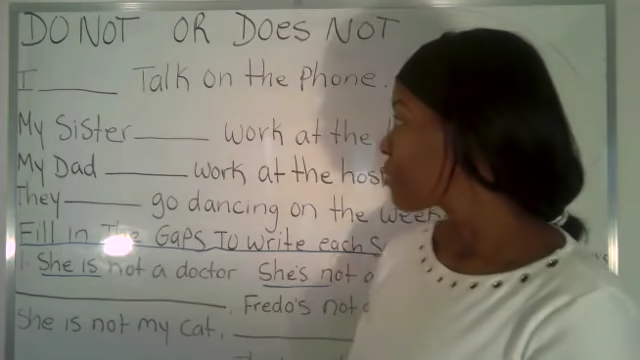 DO NOT OR DOES NOT
I ______ Talk on the Phone.
My Sister ______ work at the
My Dad ______ work at the hos
They ______ go dancing on the week
Fill in The GAPS To write each S
1. She is not a doctor She's not a
______. Fredo's not
She is not my cat, ______